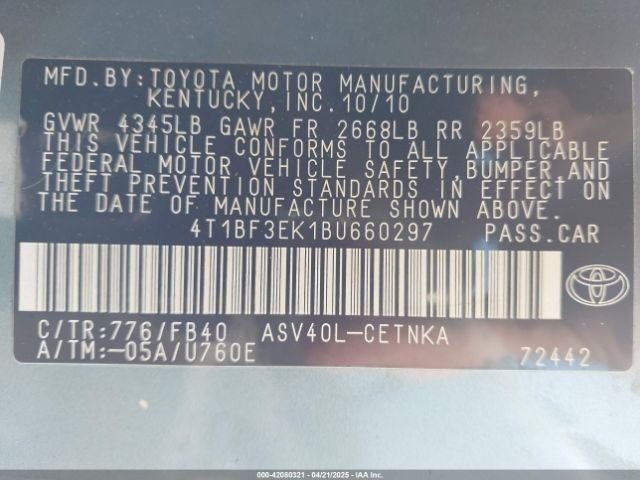 MFD.BY:TOYOTA MOTOR MANUFACTURING,
KENTUCKY,INC.10/10
GVWR 4345LB GAWR FR 2668LB RR 2359LB
THIS VEHICLE CONFORMS TO ALL APPLICABLE
FEDERAL MOTOR VEHICLE SAFETY,BUMPER,AND
THEFT PREVENTION STANDARDS IN EFFECT ON
THE DATE OF MANUFACTURE SHOWN ABOVE.
4T1BF3EK1BU660297 PASS.CAR
C/TR:776/FB40 ASV40L-CETNKA
A/TM:-05A/U760E 72442
000-42080321 - 04/21/2025 - IAA Inc.